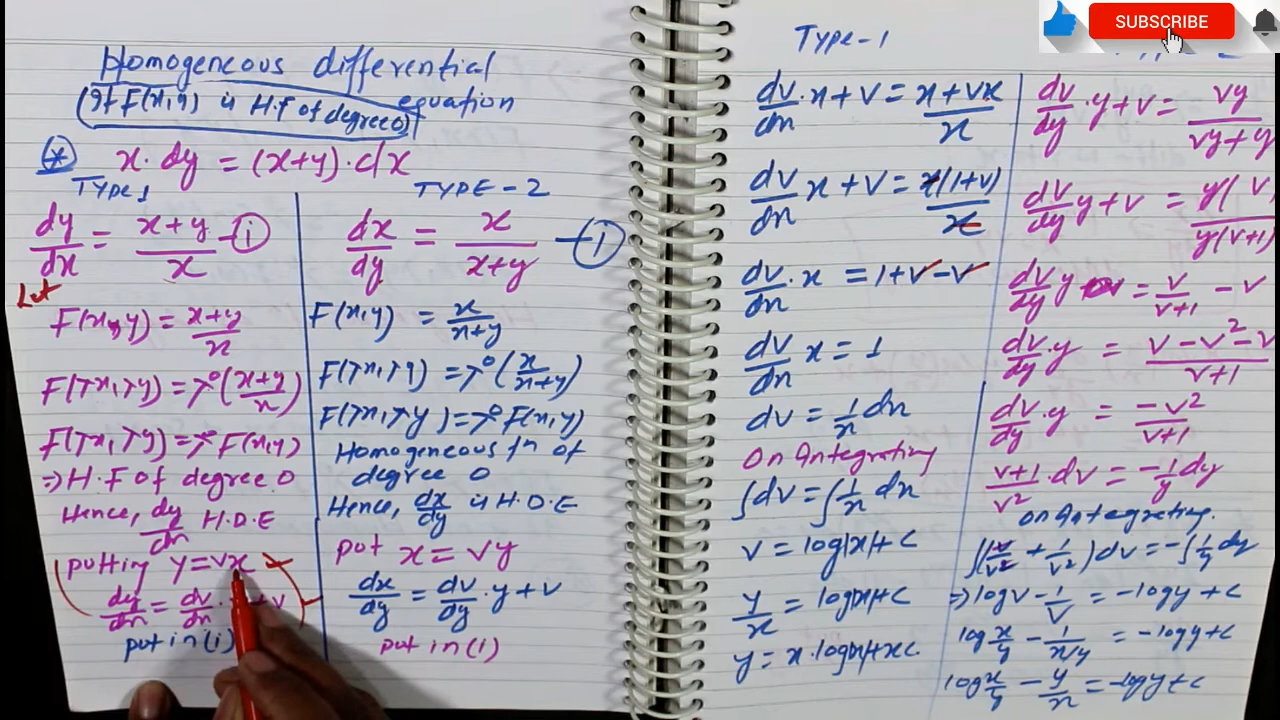 Homogeneous differential
equation
(If F(x,y) is H.F of degree 0)
* x·dy = (x+y)·dx
TYPE 1
dy/dx = (x+y)/x —(i)
Let
F(x,y) = (x+y)/x
F(λx,λy) = λ⁰((x+y)/x)
F(λx,λy) = λ⁰ F(x,y)
⇒ H.F of degree 0
Hence, dy/dx H.D.E
putting y = vx
dy/dx = dv/dx · x + v
put in (i)
TYPE - 2
dx/dy = x/(x+y) —(1)
F(x,y) = x/(x+y)
F(λx,λy) = λ⁰(x/(x+y))
F(λx,λy) = λ⁰ F(x,y)
Homogeneous fn of
degree 0
Hence, dx/dy is H.D.E
put x = vy
dx/dy = dv/dy · y + v
put in (1)
Type - 1
dv/dx · x + v = (x+vx)/x
dv/dx x + v = x(1+v)/x
dv/dx · x = 1+v-v
dv/dx x = 1
dv = 1/x dx
On Integrating
∫dv = ∫1/x dx
v = log|x|+c
y/x = log|x|+c
y = x·log|x|+xc
SUBSCRIBE
dv/dy · y + v = vy/(vy+y)
dv/dy y + v = y(v)/y(v+1)
dv/dy y = v/(v+1) - v
dv/dy · y = (v-v²-v)/(v+1)
dv/dy · y = -v²/(v+1)
(v+1)/v² · dv = -1/y dy
on Integrating.
∫(v/v² + 1/v²) dv = -∫1/y dy
⇒ log v - 1/v = -log y + c
log x/y - 1/(x/y) = -log y + c
log x/y - y/x = -log y + c